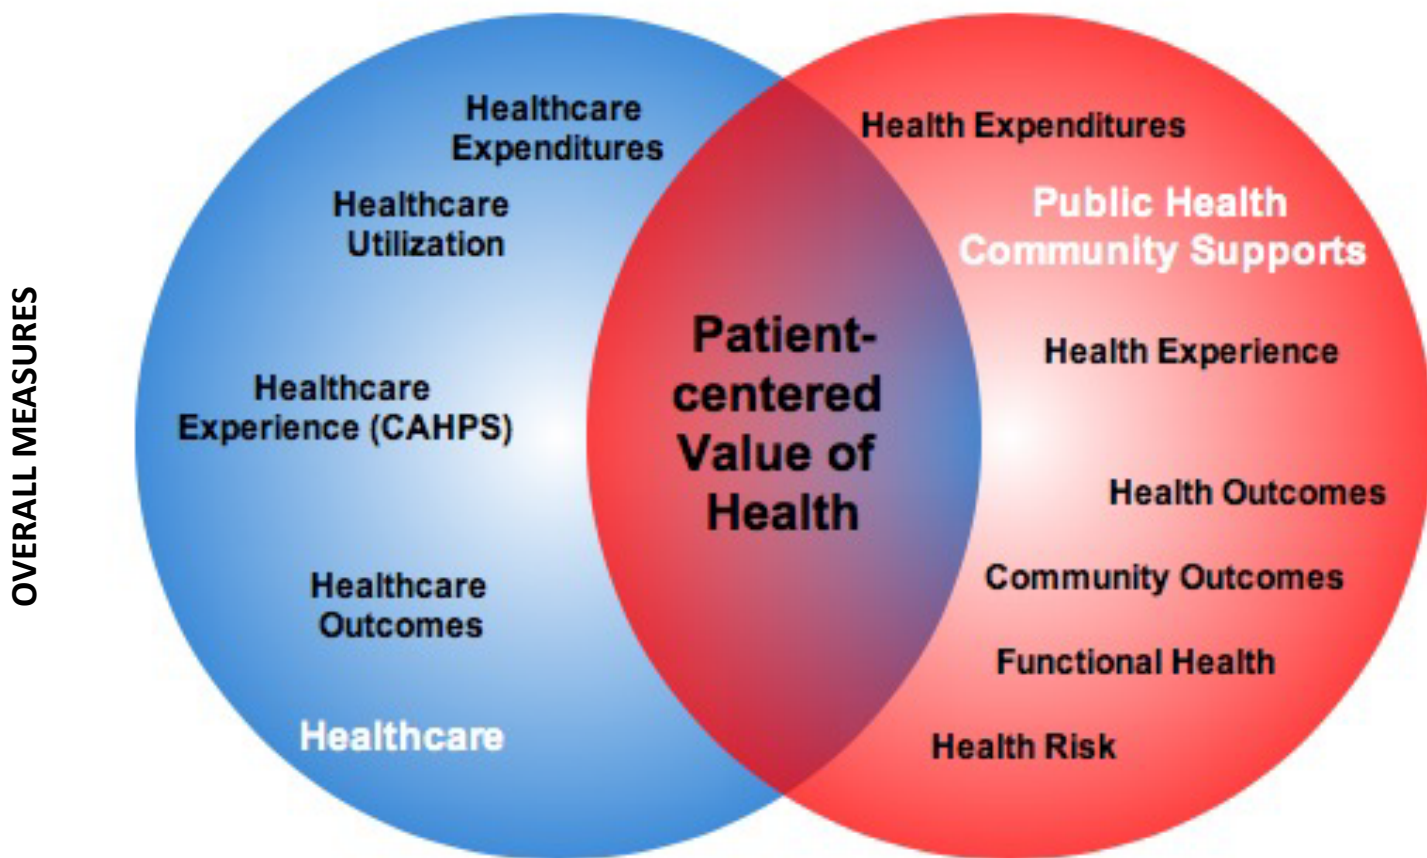 OVERALL MEASURES
Healthcare
Expenditures
Healthcare
Utilization
Healthcare
Experience (CAHPS)
Healthcare
Outcomes
Healthcare
Patient-
centered
Value of
Health
Health Expenditures
Public Health
Community Supports
Health Experience
Health Outcomes
Community Outcomes
Functional Health
Health Risk